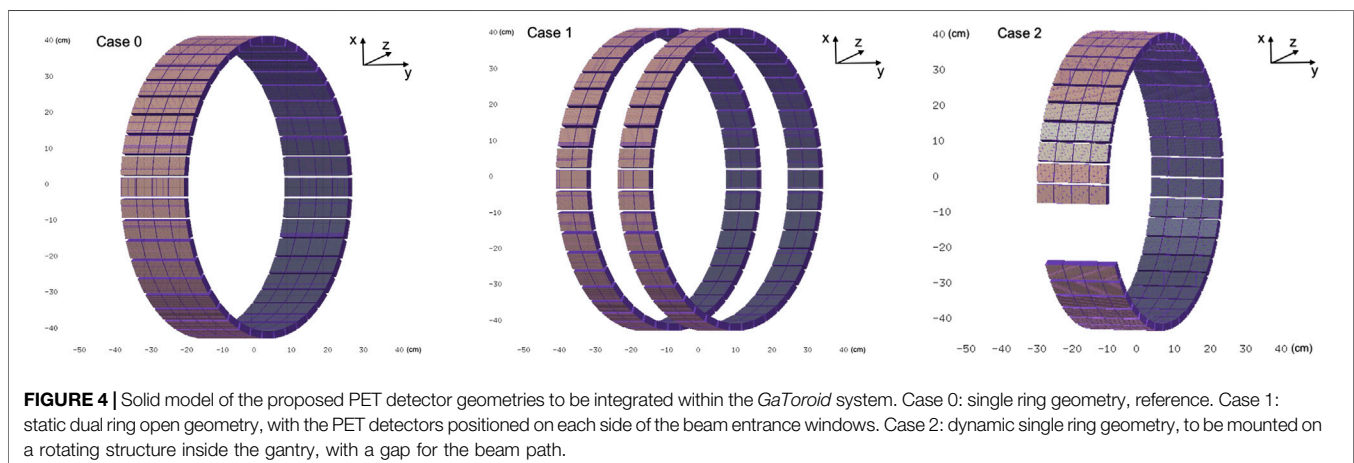 Case 0
40 (cm)
30
20
10
0
-10
-20
-30
-40
-50 -40 -30 -20 -10 0 10 20 30 40 (cm)
x z y
Case 1
40 (cm)
30
20
10
0
-10
-20
-30
-40
-50 -40 -30 -20 -10 0 10 20 30 40 (cm)
x z y
Case 2
40 (cm)
30
20
10
0
-10
-20
-30
-40
-50 -40 -30 -20 -10 0 10 20 30 40 (cm)
x z y
FIGURE 4 | Solid model of the proposed PET detector geometries to be integrated within the GaToroid system. Case 0: single ring geometry, reference. Case 1:
static dual ring open geometry, with the PET detectors positioned on each side of the beam entrance windows. Case 2: dynamic single ring geometry, to be mounted on
a rotating structure inside the gantry, with a gap for the beam path.